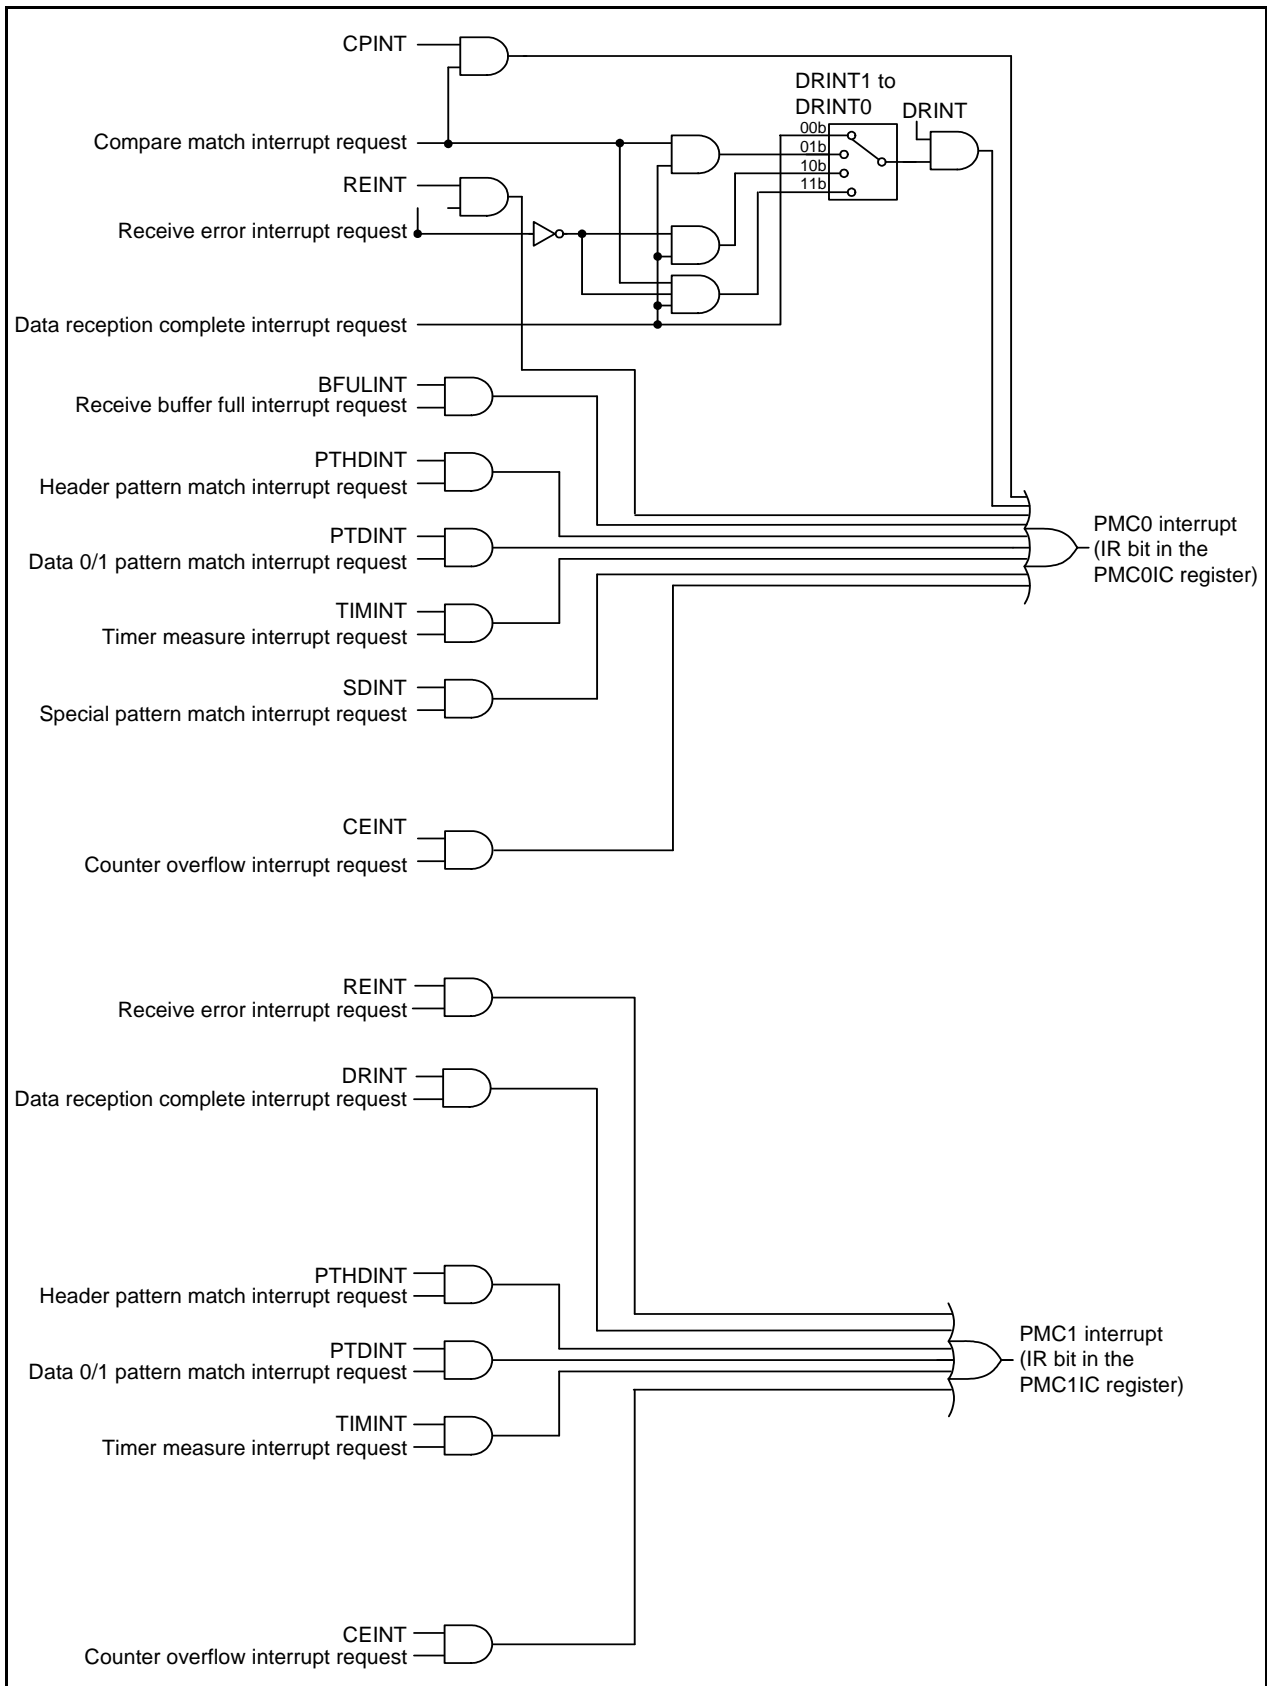 CPINT
DRINT1 to
DRINT0
DRINT
00b
Compare match interrupt request
01b
10b
REINT
11b
Receive error interrupt request
Data reception complete interrupt request
BFULINT
Receive buffer full interrupt request
PTHDINT
Header pattern match interrupt request
PTDINT
Data 0/1 pattern match interrupt request
PMC0 interrupt
(IR bit in the
PMC0IC register)
TIMINT
Timer measure interrupt request
SDINT
Special pattern match interrupt request
CEINT
Counter overflow interrupt request
REINT
Receive error interrupt request
DRINT
Data reception complete interrupt request
PTHDINT
Header pattern match interrupt request
PTDINT
Data 0/1 pattern match interrupt request
PMC1 interrupt
(IR bit in the
PMC1IC register)
TIMINT
Timer measure interrupt request
CEINT
Counter overflow interrupt request